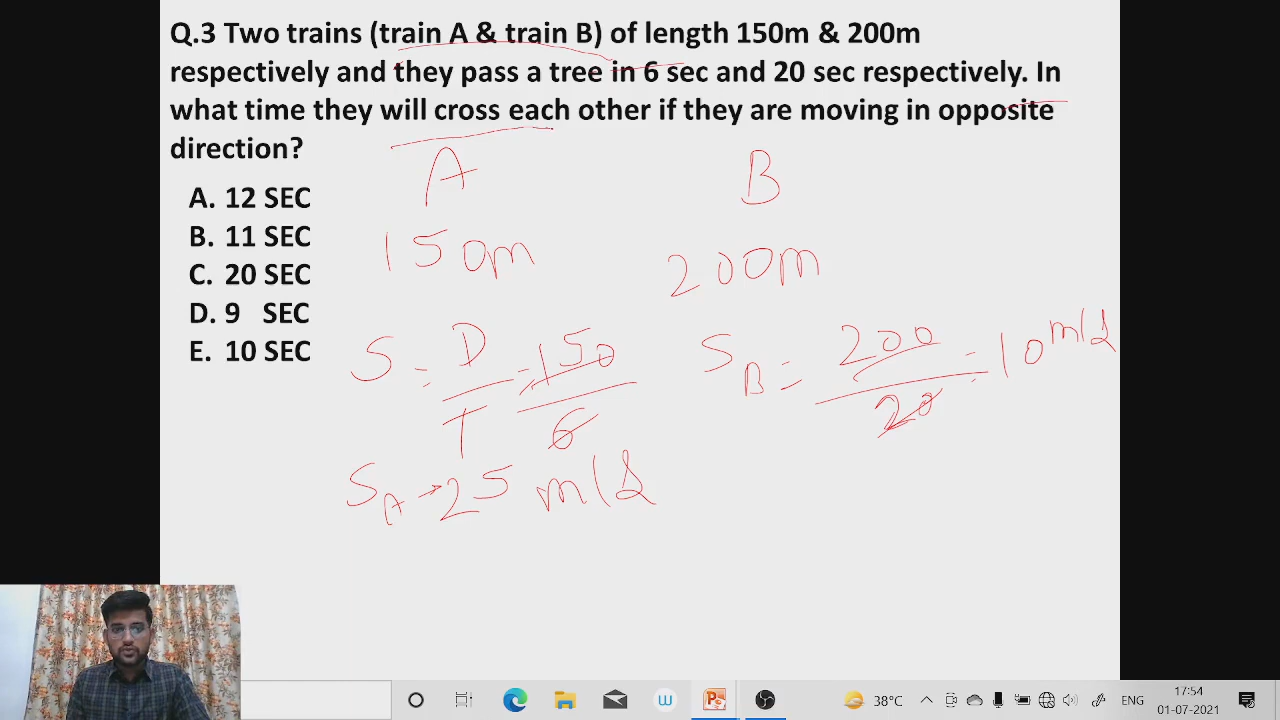 Q.3 Two trains (train A & train B) of length 150m & 200m
respectively and they pass a tree in 6 sec and 20 sec respectively. In
what time they will cross each other if they are moving in opposite
direction?
A. 12 SEC
B. 11 SEC
C. 20 SEC
D. 9 SEC
E. 10 SEC
A B
150m 200m
S = D/T = 150/6 S_B = 200/20 = 10 m/s
S_A → 25 m/s
38°C ENG 17:54
01-07-2021